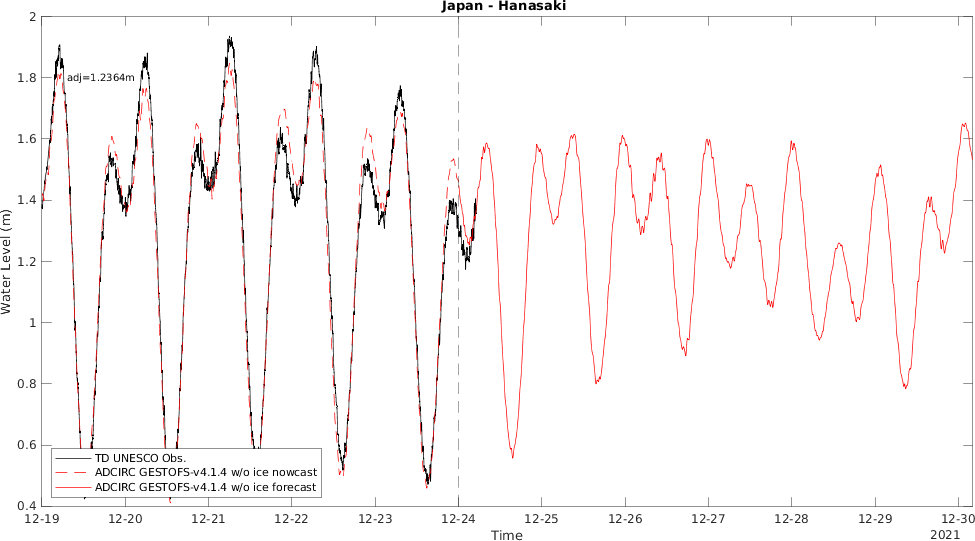 Japan - Hanasaki
2
1.8
1.6
1.4
1.2
1
0.8
0.6
0.4
Water Level (m)
adj=1.2364m
TD UNESCO Obs.
ADCIRC GESTOFS-v4.1.4 w/o ice nowcast
ADCIRC GESTOFS-v4.1.4 w/o ice forecast
12-19 12-20 12-21 12-22 12-23 12-24 12-25 12-26 12-27 12-28 12-29 12-30
Time
2021